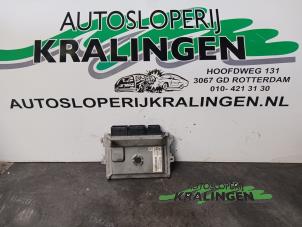 AUTOSLOPERIJ
KRALINGEN
HOOFDWEG 131
3067 GD ROTTERDAM
010- 421 31 30
AUTOSLOPERIJKRALINGEN.NL
AUTOSLOPERIJ
KRALINGEN